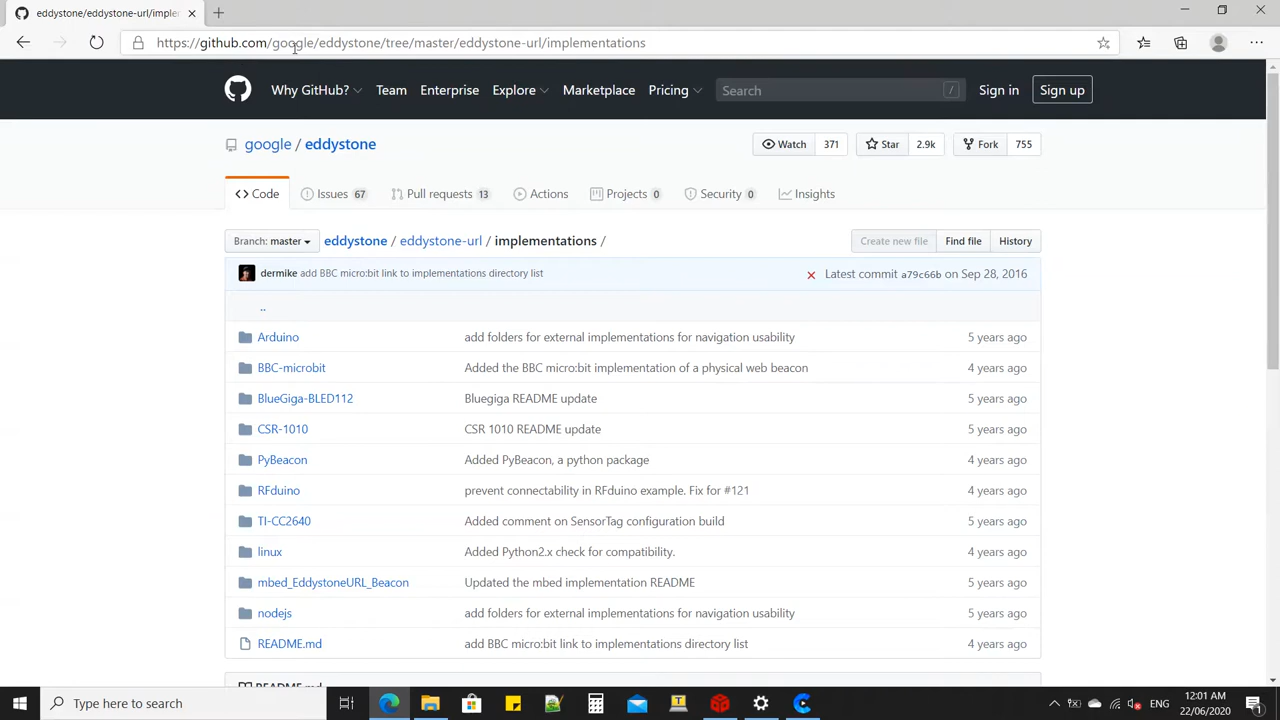 eddystone/eddystone-url/imple
https://github.com/google/eddystone/tree/master/eddystone-url/implementations
Why GitHub? Team Enterprise Explore Marketplace Pricing Search / Sign in Sign up
google / eddystone Watch 371 Star 2.9k Fork 755
Code Issues 67 Pull requests 13 Actions Projects 0 Security 0 Insights
Branch: master eddystone / eddystone-url / implementations / Create new file Find file History
dermike add BBC micro:bit link to implementations directory list Latest commit a79c66b on Sep 28, 2016
..
Arduino add folders for external implementations for navigation usability 5 years ago
BBC-microbit Added the BBC micro:bit implementation of a physical web beacon 4 years ago
BlueGiga-BLED112 Bluegiga README update 5 years ago
CSR-1010 CSR 1010 README update 5 years ago
PyBeacon Added PyBeacon, a python package 4 years ago
RFduino prevent connectability in RFduino example. Fix for #121 4 years ago
TI-CC2640 Added comment on SensorTag configuration build 5 years ago
linux Added Python2.x check for compatibility. 4 years ago
mbed_EddystoneURL_Beacon Updated the mbed implementation README 5 years ago
nodejs add folders for external implementations for navigation usability 5 years ago
README.md add BBC micro:bit link to implementations directory list 4 years ago
README.md
Type here to search ENG 12:01 AM
22/06/2020